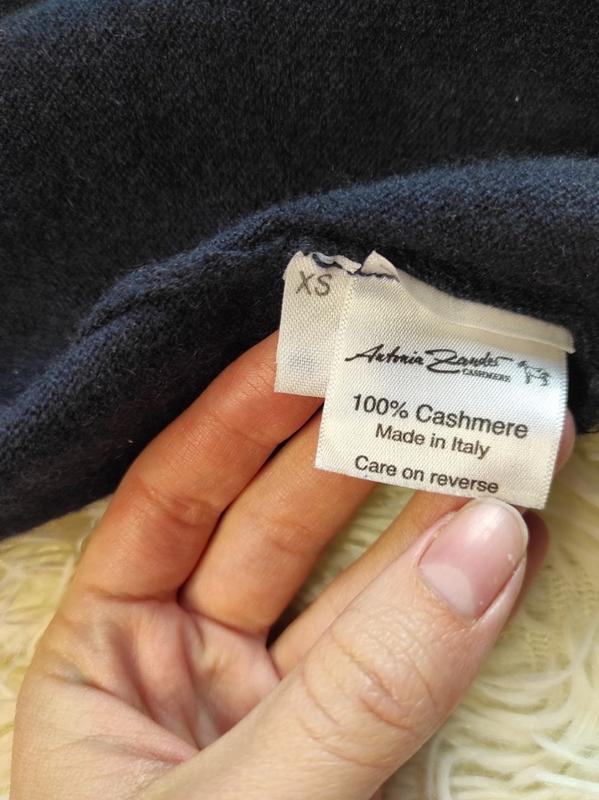 XS
Antonia Zander
CASHMERE
100% Cashmere
Made in Italy
Care on reverse